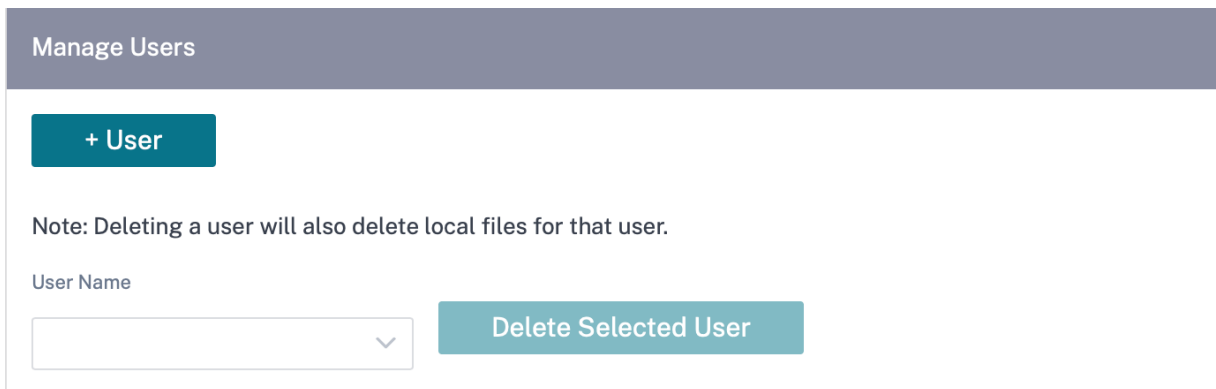 Manage Users
+ User
Note: Deleting a user will also delete local files for that user.
User Name
Delete Selected User